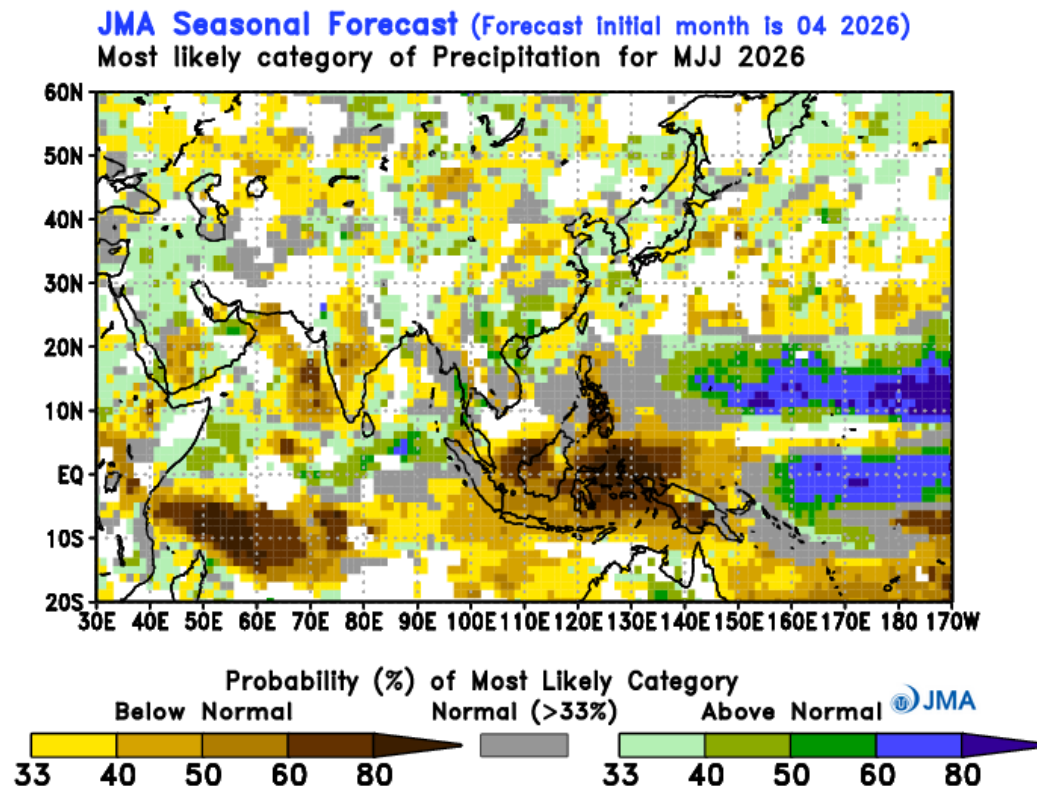 JMA Seasonal Forecast (Forecast initial month is 04 2026)
Most likely category of Precipitation for MJJ 2026
60N
50N
40N
30N
20N
10N
EQ
10S
20S
30E 40E 50E 60E 70E 80E 90E 100E 110E 120E 130E 140E 150E 160E 170E 180 170W
Probability (%) of Most Likely Category
Below Normal Normal (>33%) Above Normal JMA
33 40 50 60 80 33 40 50 60 80